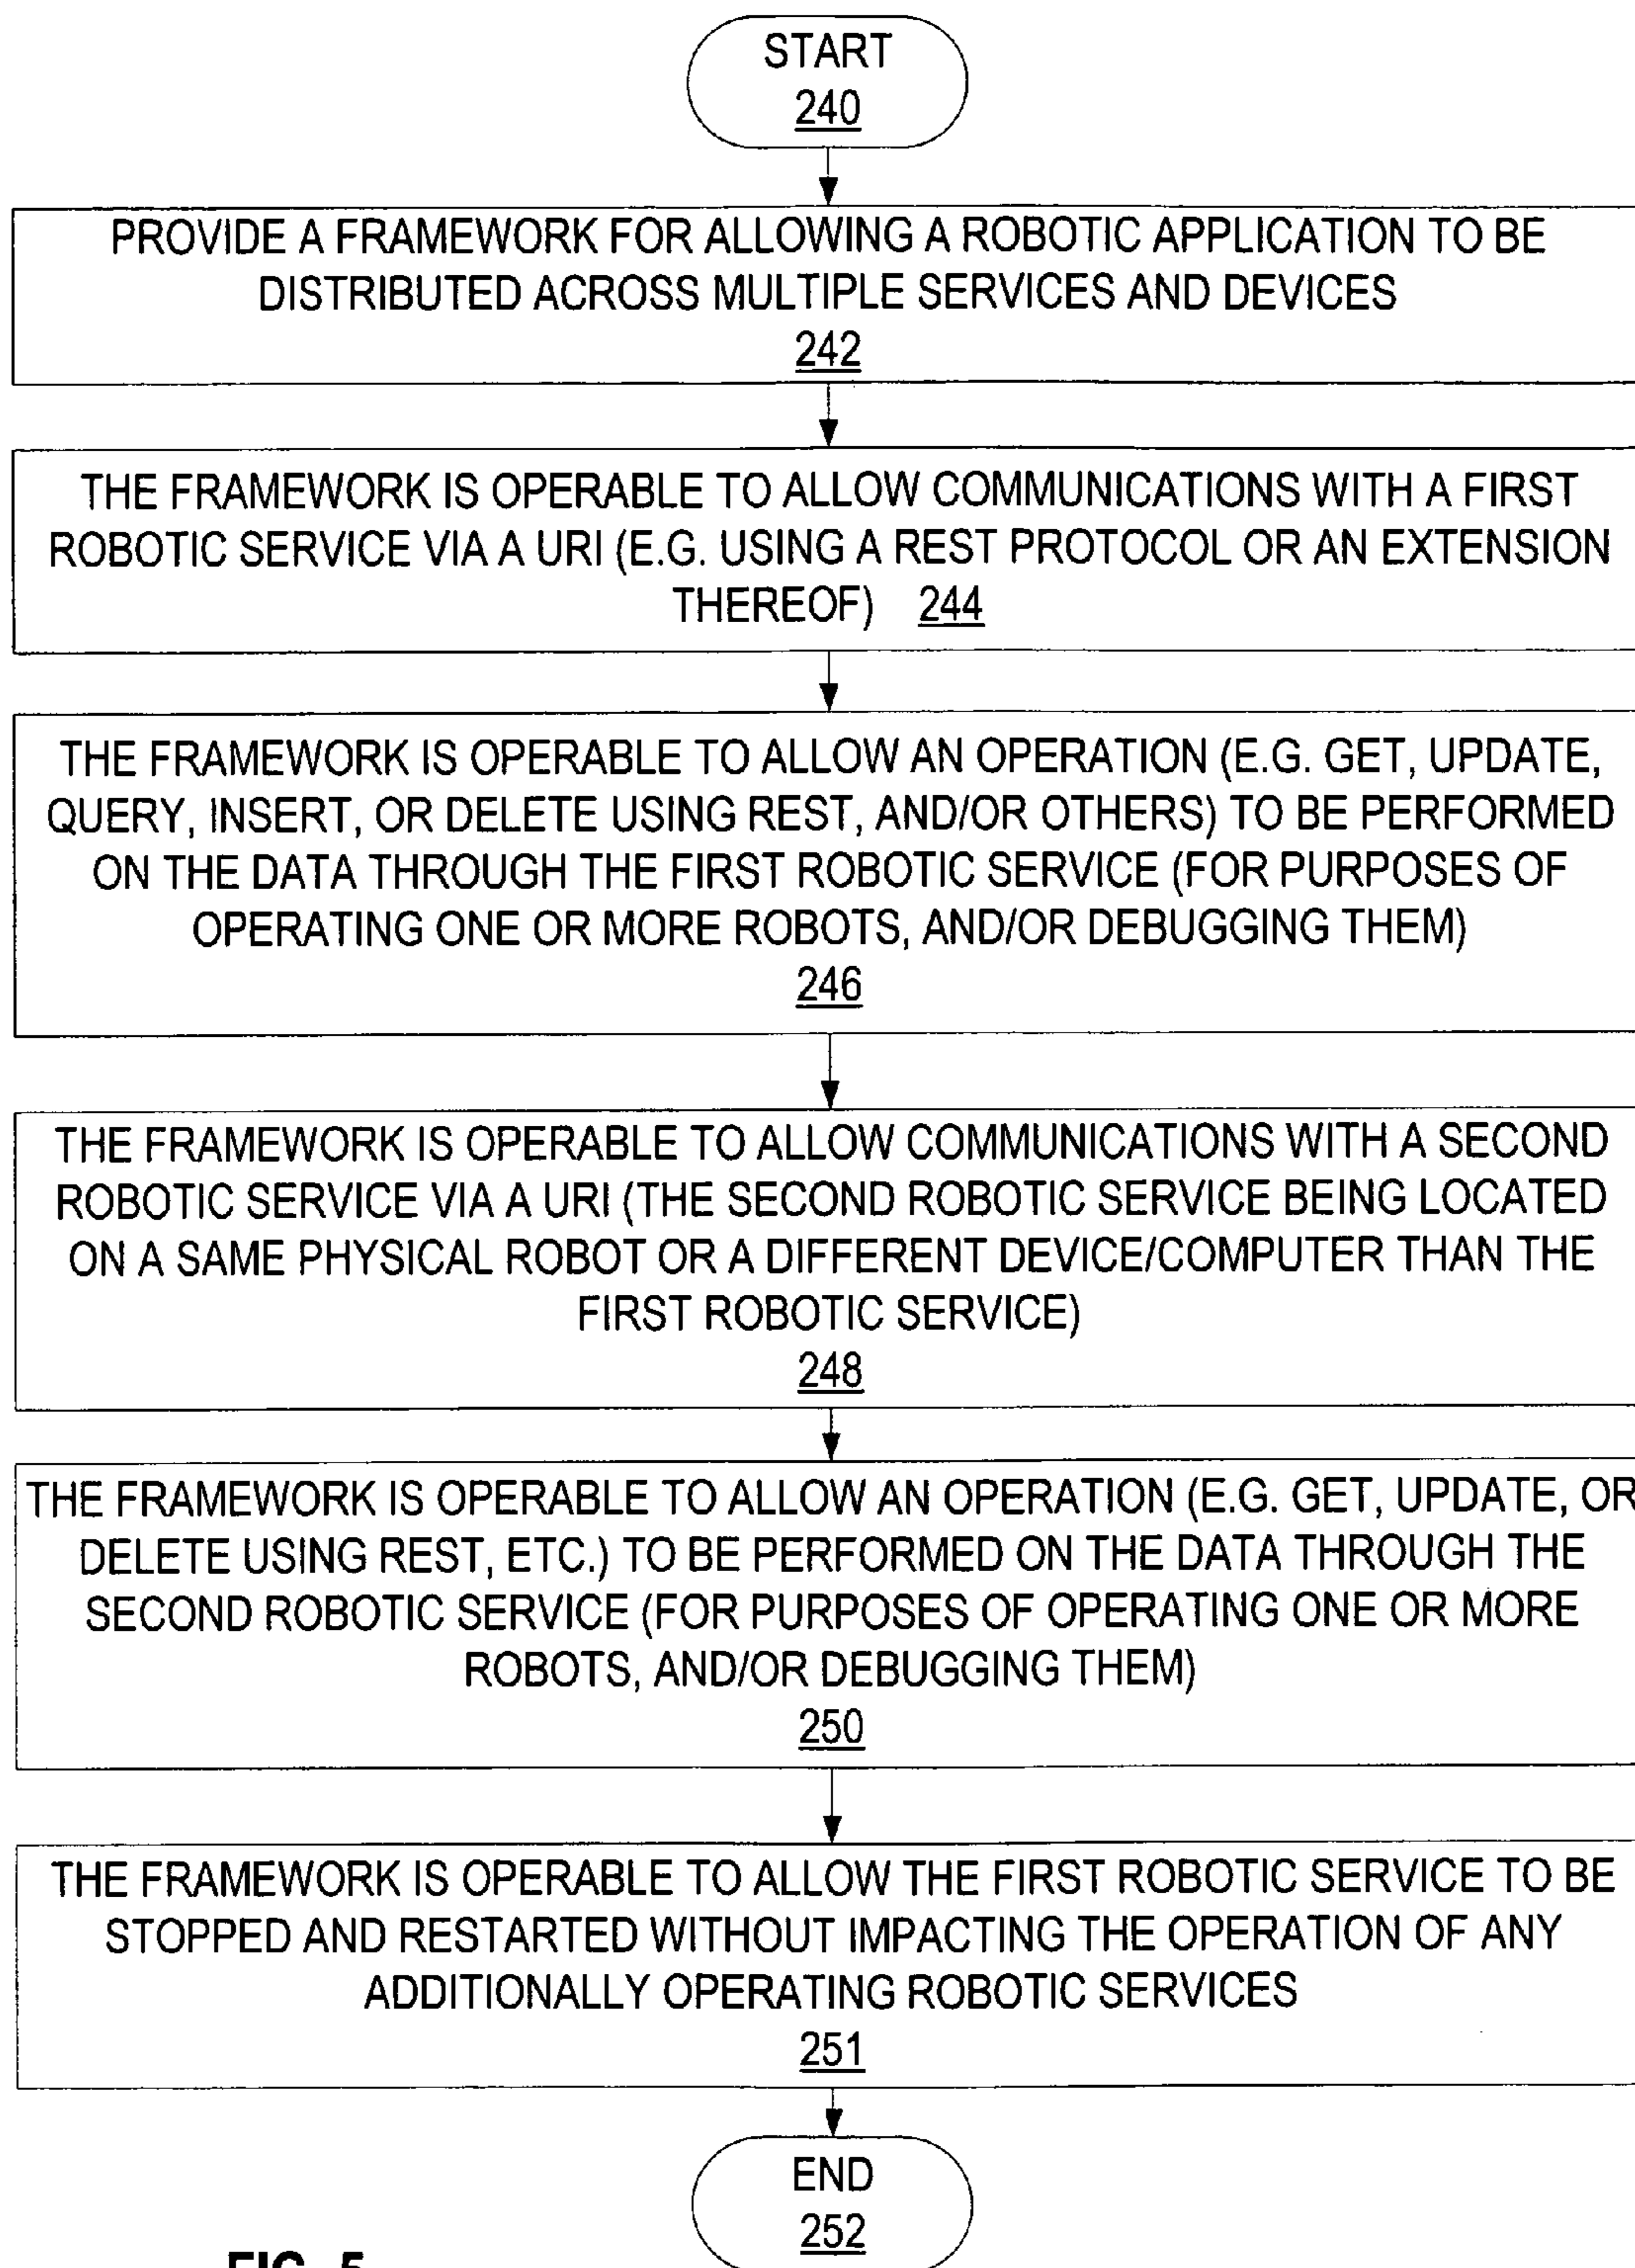 START
240
PROVIDE A FRAMEWORK FOR ALLOWING A ROBOTIC APPLICATION TO BE
DISTRIBUTED ACROSS MULTIPLE SERVICES AND DEVICES
242
THE FRAMEWORK IS OPERABLE TO ALLOW COMMUNICATIONS WITH A FIRST
ROBOTIC SERVICE VIA A URI (E.G. USING A REST PROTOCOL OR AN EXTENSION
THEREOF) 244
THE FRAMEWORK IS OPERABLE TO ALLOW AN OPERATION (E.G. GET, UPDATE,
QUERY, INSERT, OR DELETE USING REST, AND/OR OTHERS) TO BE PERFORMED
ON THE DATA THROUGH THE FIRST ROBOTIC SERVICE (FOR PURPOSES OF
OPERATING ONE OR MORE ROBOTS, AND/OR DEBUGGING THEM)
246
THE FRAMEWORK IS OPERABLE TO ALLOW COMMUNICATIONS WITH A SECOND
ROBOTIC SERVICE VIA A URI (THE SECOND ROBOTIC SERVICE BEING LOCATED
ON A SAME PHYSICAL ROBOT OR A DIFFERENT DEVICE/COMPUTER THAN THE
FIRST ROBOTIC SERVICE)
248
THE FRAMEWORK IS OPERABLE TO ALLOW AN OPERATION (E.G. GET, UPDATE, OR
DELETE USING REST, ETC.) TO BE PERFORMED ON THE DATA THROUGH THE
SECOND ROBOTIC SERVICE (FOR PURPOSES OF OPERATING ONE OR MORE
ROBOTS, AND/OR DEBUGGING THEM)
250
THE FRAMEWORK IS OPERABLE TO ALLOW THE FIRST ROBOTIC SERVICE TO BE
STOPPED AND RESTARTED WITHOUT IMPACTING THE OPERATION OF ANY
ADDITIONALLY OPERATING ROBOTIC SERVICES
251
END
252
FIG. 5